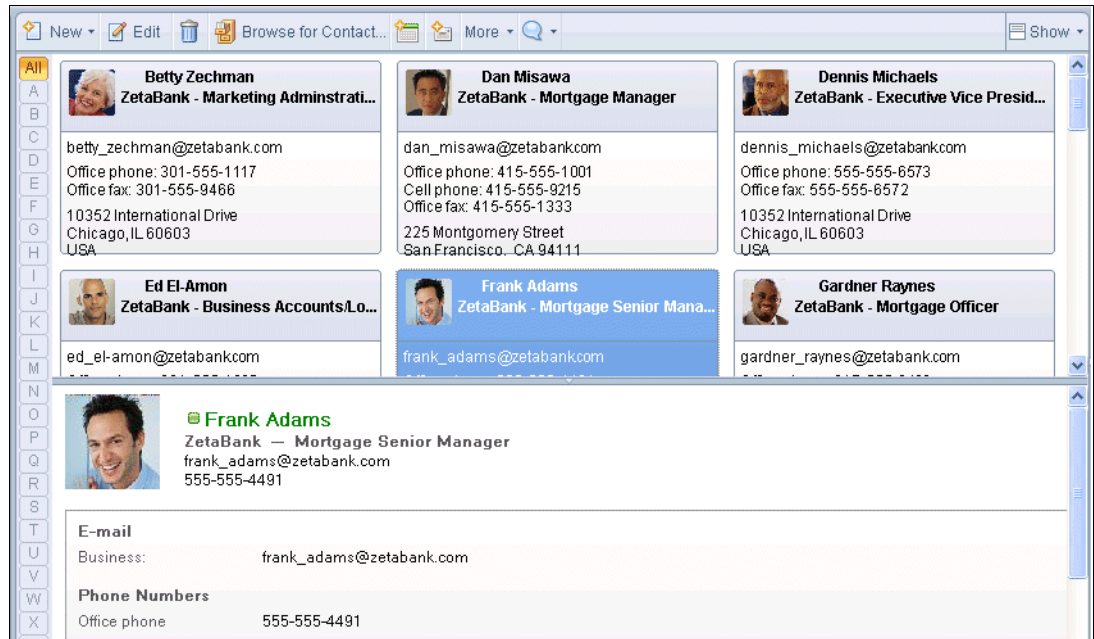 New Edit Browse for Contact... More Show
All
A
B
C
D
E
F
G
H
I
J
K
L
M
N
O
P
Q
R
S
T
U
V
W
X
Betty Zechman
ZetaBank - Marketing Adminstrati...
betty_zechman@zetabank.com
Office phone: 301-555-1117
Office fax: 301-555-9466
10352 International Drive
Chicago, IL 60603
USA
Dan Misawa
ZetaBank - Mortgage Manager
dan_misawa@zetabank.com
Office phone: 415-555-1001
Cell phone: 415-555-9215
Office fax: 415-555-1333
225 Montgomery Street
San Francisco, CA 94111
Dennis Michaels
ZetaBank - Executive Vice Presid...
dennis_michaels@zetabank.com
Office phone: 555-555-6573
Office fax: 555-555-6572
10352 International Drive
Chicago, IL 60603
USA
Ed El-Amon
ZetaBank - Business Accounts/Lo...
ed_el-amon@zetabank.com
Frank Adams
ZetaBank - Mortgage Senior Mana...
frank_adams@zetabank.com
Gardner Raynes
ZetaBank - Mortgage Officer
gardner_raynes@zetabank.com
Frank Adams
ZetaBank — Mortgage Senior Manager
frank_adams@zetabank.com
555-555-4491
E-mail
Business: frank_adams@zetabank.com
Phone Numbers
Office phone 555-555-4491